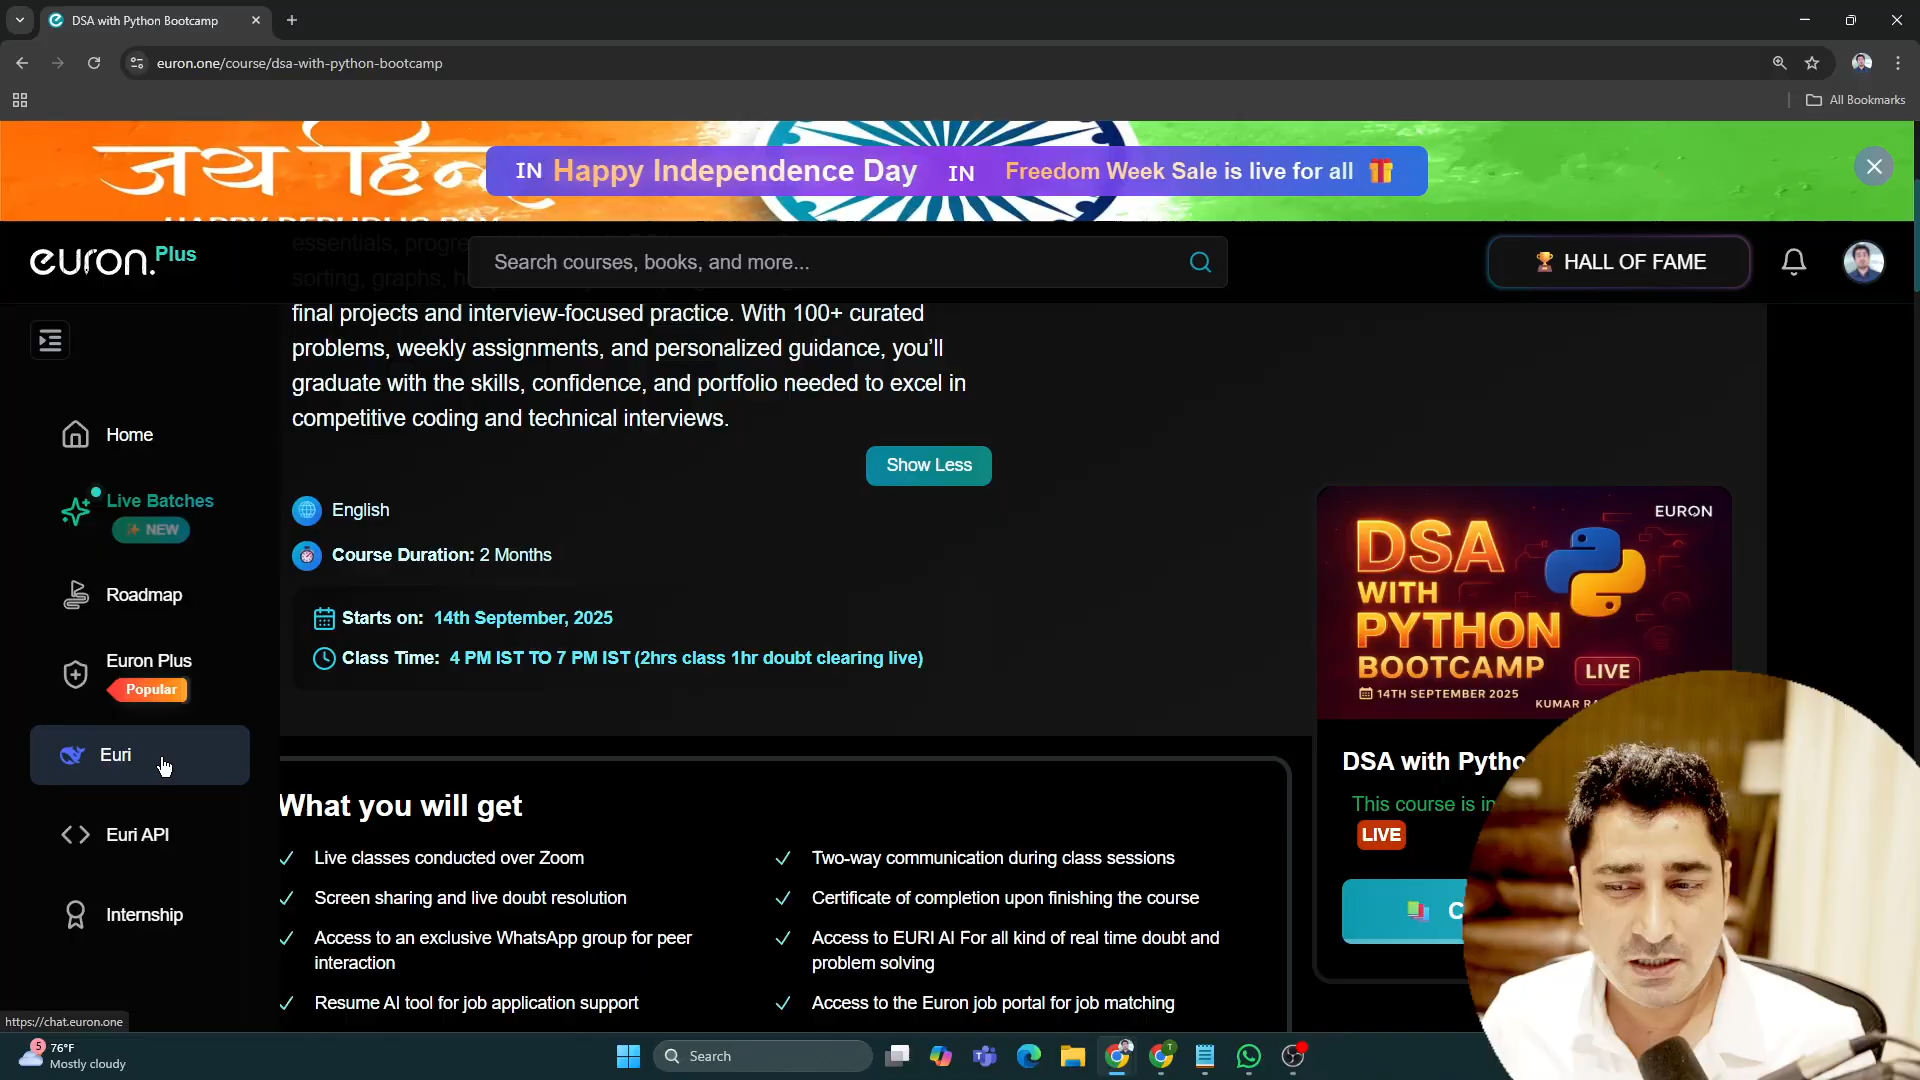 DSA with Python Bootcamp
euron.one/course/dsa-with-python-bootcamp
All Bookmarks
जय हिन्द
IN Happy Independence Day IN Freedom Week Sale is live for all
euron.Plus
Search courses, books, and more...
HALL OF FAME
essentials,
sorting, graphs,
final projects and interview-focused practice. With 100+ curated
problems, weekly assignments, and personalized guidance, you'll
graduate with the skills, confidence, and portfolio needed to excel in
competitive coding and technical interviews.
Show Less
Home
Live Batches
NEW
Roadmap
Euron Plus
Popular
Euri
Euri API
Internship
English
Course Duration: 2 Months
Starts on: 14th September, 2025
Class Time: 4 PM IST TO 7 PM IST (2hrs class 1hr doubt clearing live)
EURON
DSA
WITH
PYTHON
BOOTCAMP
LIVE
14TH SEPTEMBER 2025
KUMAR
DSA with Pytho
This course is in
LIVE
C
What you will get
Live classes conducted over Zoom
Two-way communication during class sessions
Screen sharing and live doubt resolution
Certificate of completion upon finishing the course
Access to an exclusive WhatsApp group for peer
interaction
Access to EURI AI For all kind of real time doubt and
problem solving
Resume AI tool for job application support
Access to the Euron job portal for job matching
https://chat.euron.one
5
76°F
Mostly cloudy
Search